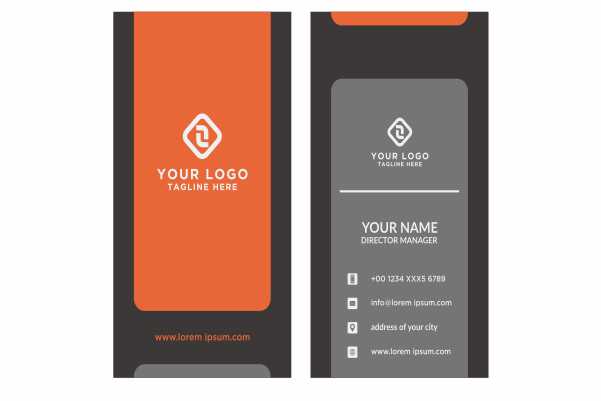 YOUR LOGO
TAGLINE HERE
www.lorem ipsum.com
YOUR LOGO
TAGLINE HERE
YOUR NAME
DIRECTOR MANAGER
+00 1234 XXX5 6789
info@lorem ipsum.com
address of your city
www.lorem ipsum.com